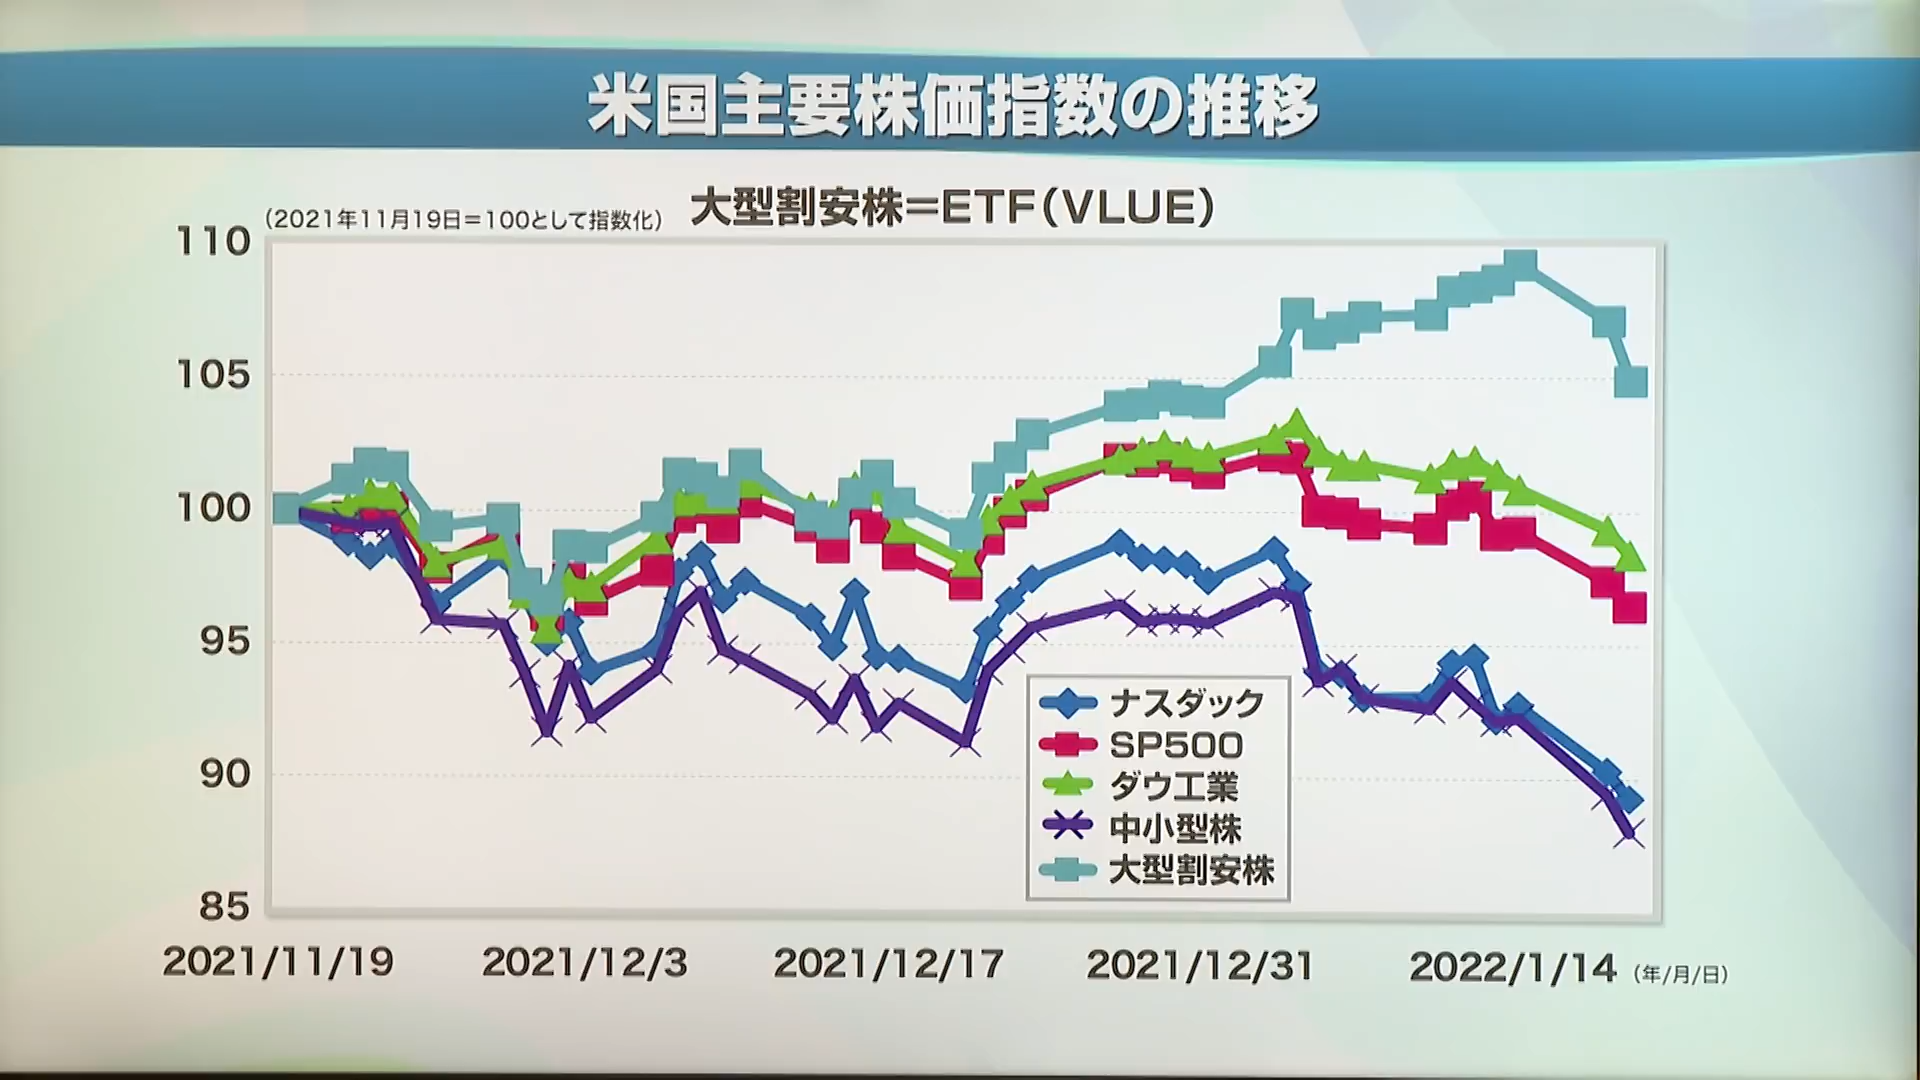 米国主要株価指数の推移
(2021年11月19日=100として指数化)
大型割安株=ETF(VLUE)
110
105
100
95
90
85
ナスダック
SP500
ダウ工業
中小型株
大型割安株
2021/11/19
2021/12/3
2021/12/17
2021/12/31
2022/1/14
(年/月/日)